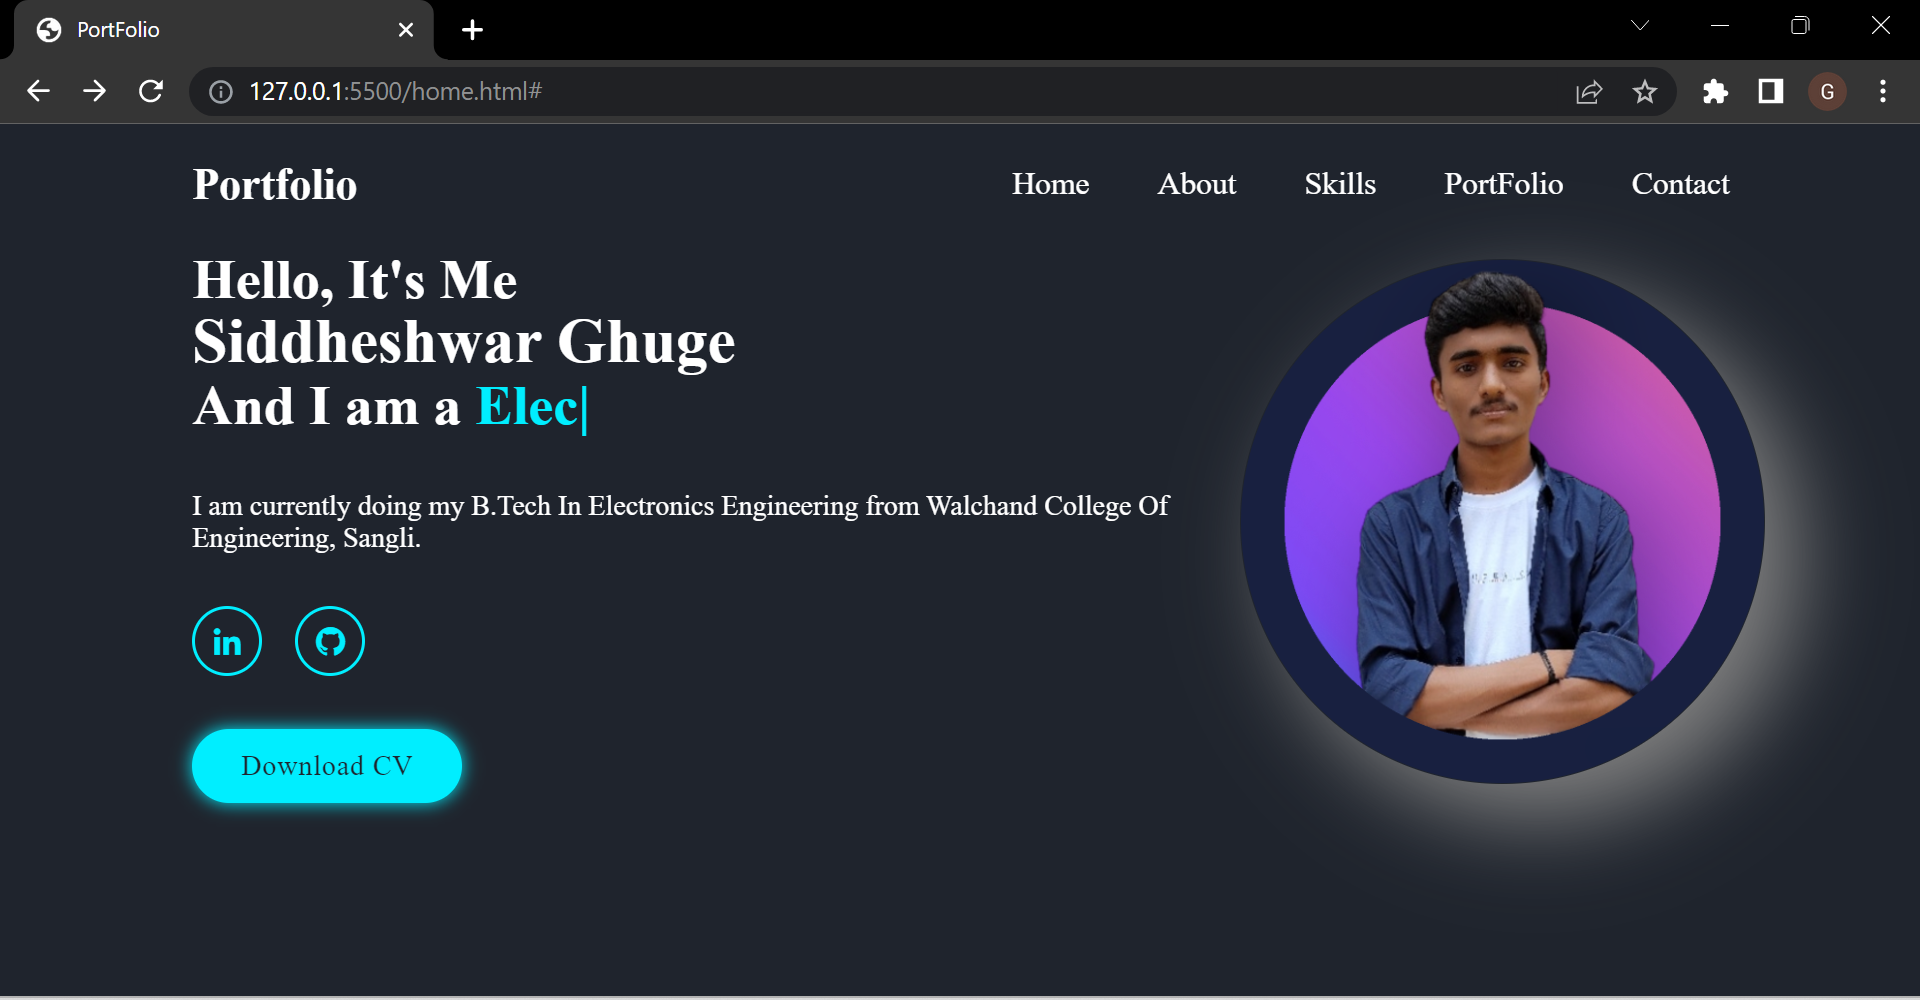 PortFolio
127.0.0.1:5500/home.html#
G
Portfolio
Home About Skills PortFolio Contact
Hello, It's Me
Siddheshwar Ghuge
And I am a Elec|
I am currently doing my B.Tech In Electronics Engineering from Walchand College Of
Engineering, Sangli.
in
Download CV